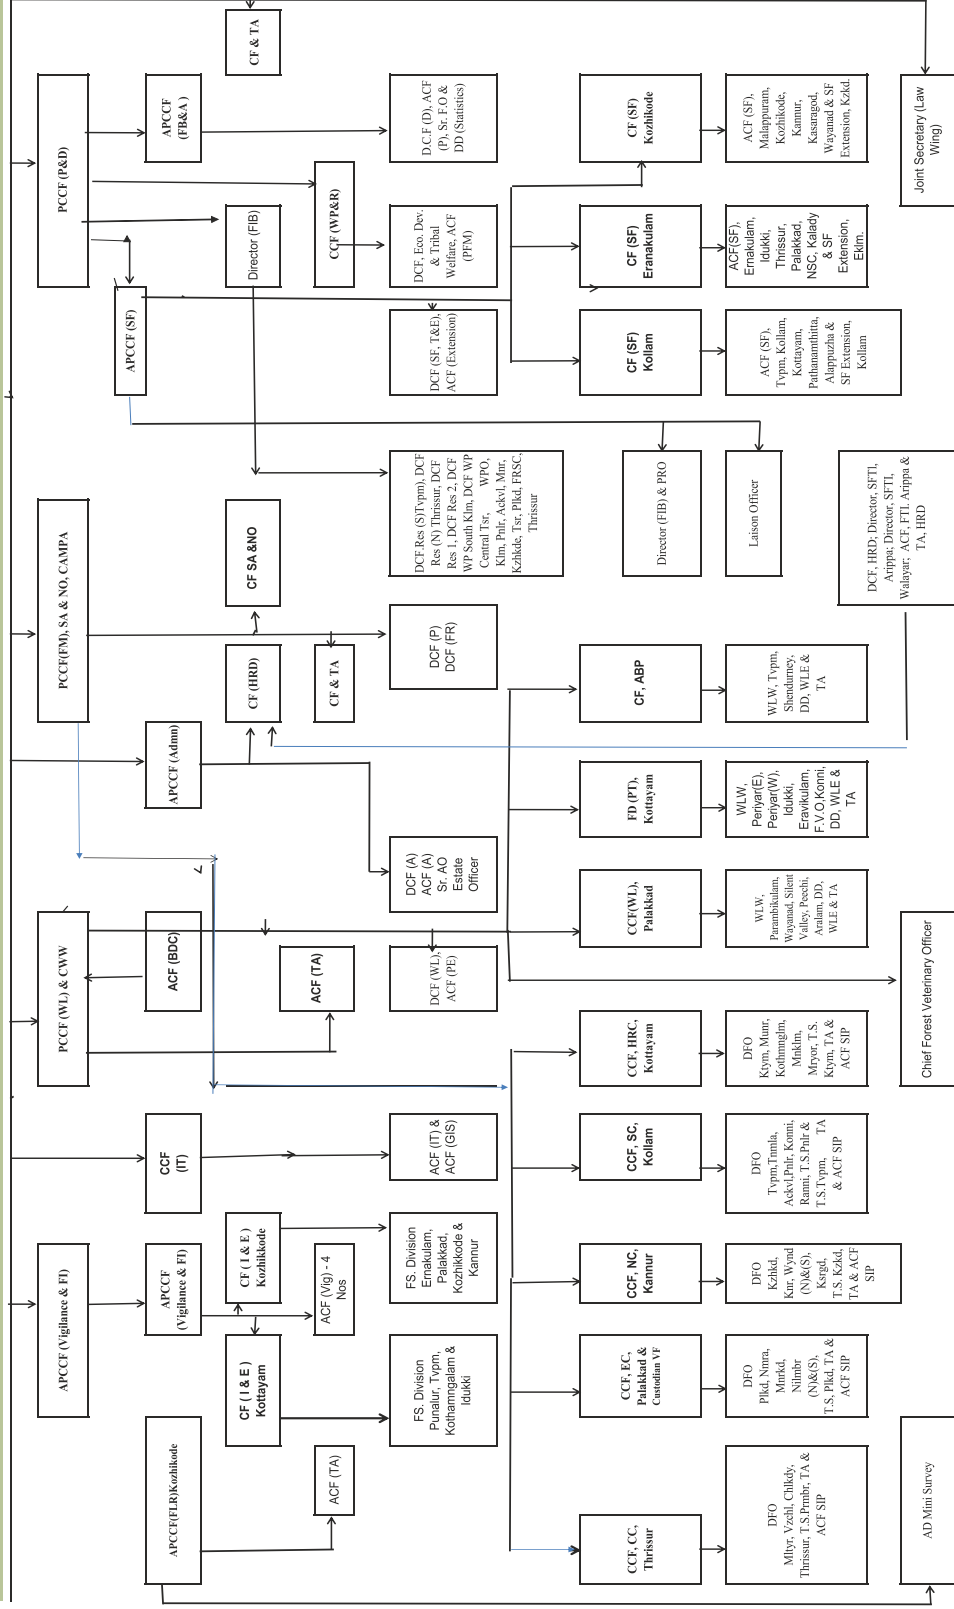 APCCF (Vigilance & FI)
PCCF (WL) & CWW
PCCF(FM), SA & NO, CAMPA
PCCF (P&D)
APCCF (SF)
APCCF(FLR)Kozhikode
APCCF
(Vigilance & FI)
CCF
(IT)
ACF (BDC)
APCCF (Admn)
APCCF
(FB&A )
CF ( I & E )
Kottayam
CF ( I & E )
Kozhikkode
CF (HRD)
CF SA &NO
Director (FIB)
CF & TA
ACF (TA)
ACF (TA)
ACF (Vig) - 4
Nos
CF & TA
CCF (WP&R)
FS. Division
Punalur, Tvpm,
Kothamngalam &
Idukki
FS. Division
Ernakulam,
Palakkad,
Kozhikkode &
Kannur
ACF (IT) &
ACF (GIS)
DCF (WL),
ACF (PE)
DCF (A)
ACF (A)
Sr. AO
Estate
Officer
DCF (P)
DCF (FR)
DCF.Res (S)Tvpm), DCF
Res (N) Thrissur, DCF
Res 1, DCF Res 2, DCF
WP South Klm, DCF WP
Central Tsr, WPO,
Klm, Pnlr, Ackvl, Mnr,
Kzhkde, Tsr, Plkd, FRSC,
Thrissur
DCF (SF, T&E),
ACF (Extension)
DCF, Eco. Dev.
& Tribal
Welfare, ACF
(PFM)
D.C.F (D), ACF
(P), Sr. F.O &
DD (Statistics)
CCF, CC,
Thrissur
CCF, EC,
Palakkad &
Custodian VF
CCF, NC,
Kannur
CCF, SC,
Kollam
CCF, HRC,
Kottayam
CCF(WL),
Palakkad
FD (PT),
Kottayam
CF, ABP
Director (FIB) & PRO
CF (SF)
Kollam
CF (SF)
Eranakulam
CF (SF)
Kozhikode
DFO
Mltyr, Vzchl, Chlkdy,
Thrissur, T.S.Prmbr, TA &
ACF SIP
DFO
Plkd, Nmra,
Mnrkd,
Nilmbr
(N)&(S),
T.S, Plkd, TA &
ACF SIP
DFO
Kzhkd,
Knr, Wynd
(N)&(S),
Ksrgd,
T.S. Kzkd,
TA & ACF
SIP
DFO
Tvpm,Tnmla,
Ackvl,Pnlr, Konni,
Ranni, T.S.Pnlr &
T.S.Tvpm, TA
& ACF SIP
DFO
Ktym, Munr,
Kothmnglm,
Mnklm,
Mryor, T.S.
Ktym, TA &
ACF SIP
WLW,
Parambikulam,
Wayanad, Silent
Valley, Peechi,
Aralam, DD,
WLE & TA
WLW,
Periyar(E),
Periyar(W),
Idukki,
Eravikulam,
F.V.O,Konni,
DD, WLE &
TA
WLW, Tvpm,
Shendurney,
DD, WLE &
TA
Laison Officer
ACF (SF),
Tvpm, Kollam,
Kottayam,
Pathanamthitta,
Alappuzha &
SF Extension,
Kollam
ACF(SF),
Ernakulam,
Idukki,
Thrissur,
Palakkad,
NSC, Kalady
& SF
Extension,
Eklm.
ACF (SF),
Malappuram,
Kozhikode,
Kannur,
Kasaragod,
Wayanad & SF
Extension, Kzkd.
DCF, HRD; Director, SFTI,
Arippa; Director, SFTI,
Walayar; ACF, FTI. Arippa &
TA, HRD
AD Mini Survey
Chief Forest Veterinary Officer
Joint Secretary (Law
Wing)